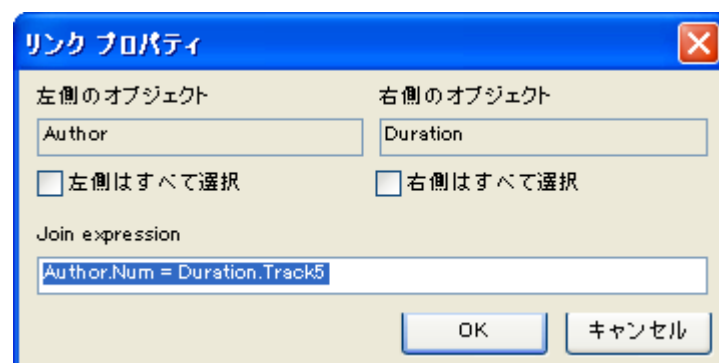 リンク プロパティ
左側のオブジェクト 右側のオブジェクト
Author Duration
左側はすべて選択 右側はすべて選択
Join expression
Author.Num = Duration.Track5
OK キャンセル